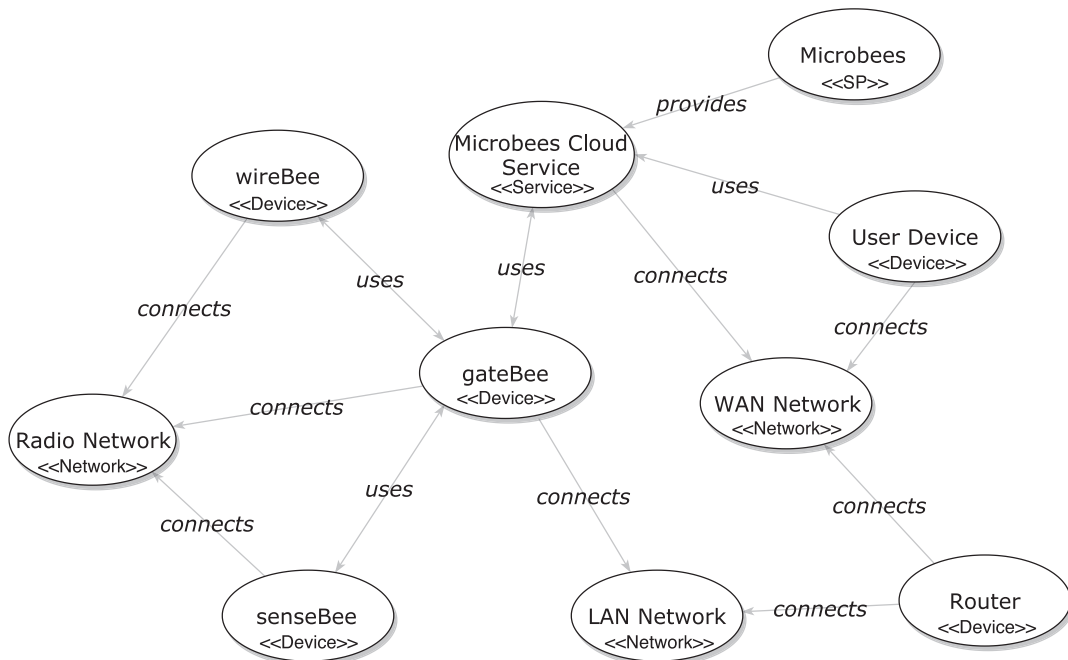 Microbees
<<SP>>
provides
Microbees Cloud
Service
<<Service>>
wireBee
<<Device>>
uses
User Device
<<Device>>
uses
uses
connects
connects
connects
gateBee
<<Device>>
connects
WAN Network
<<Network>>
Radio Network
<<Network>>
uses
connects
connects
connects
senseBee
<<Device>>
LAN Network
<<Network>>
connects
Router
<<Device>>